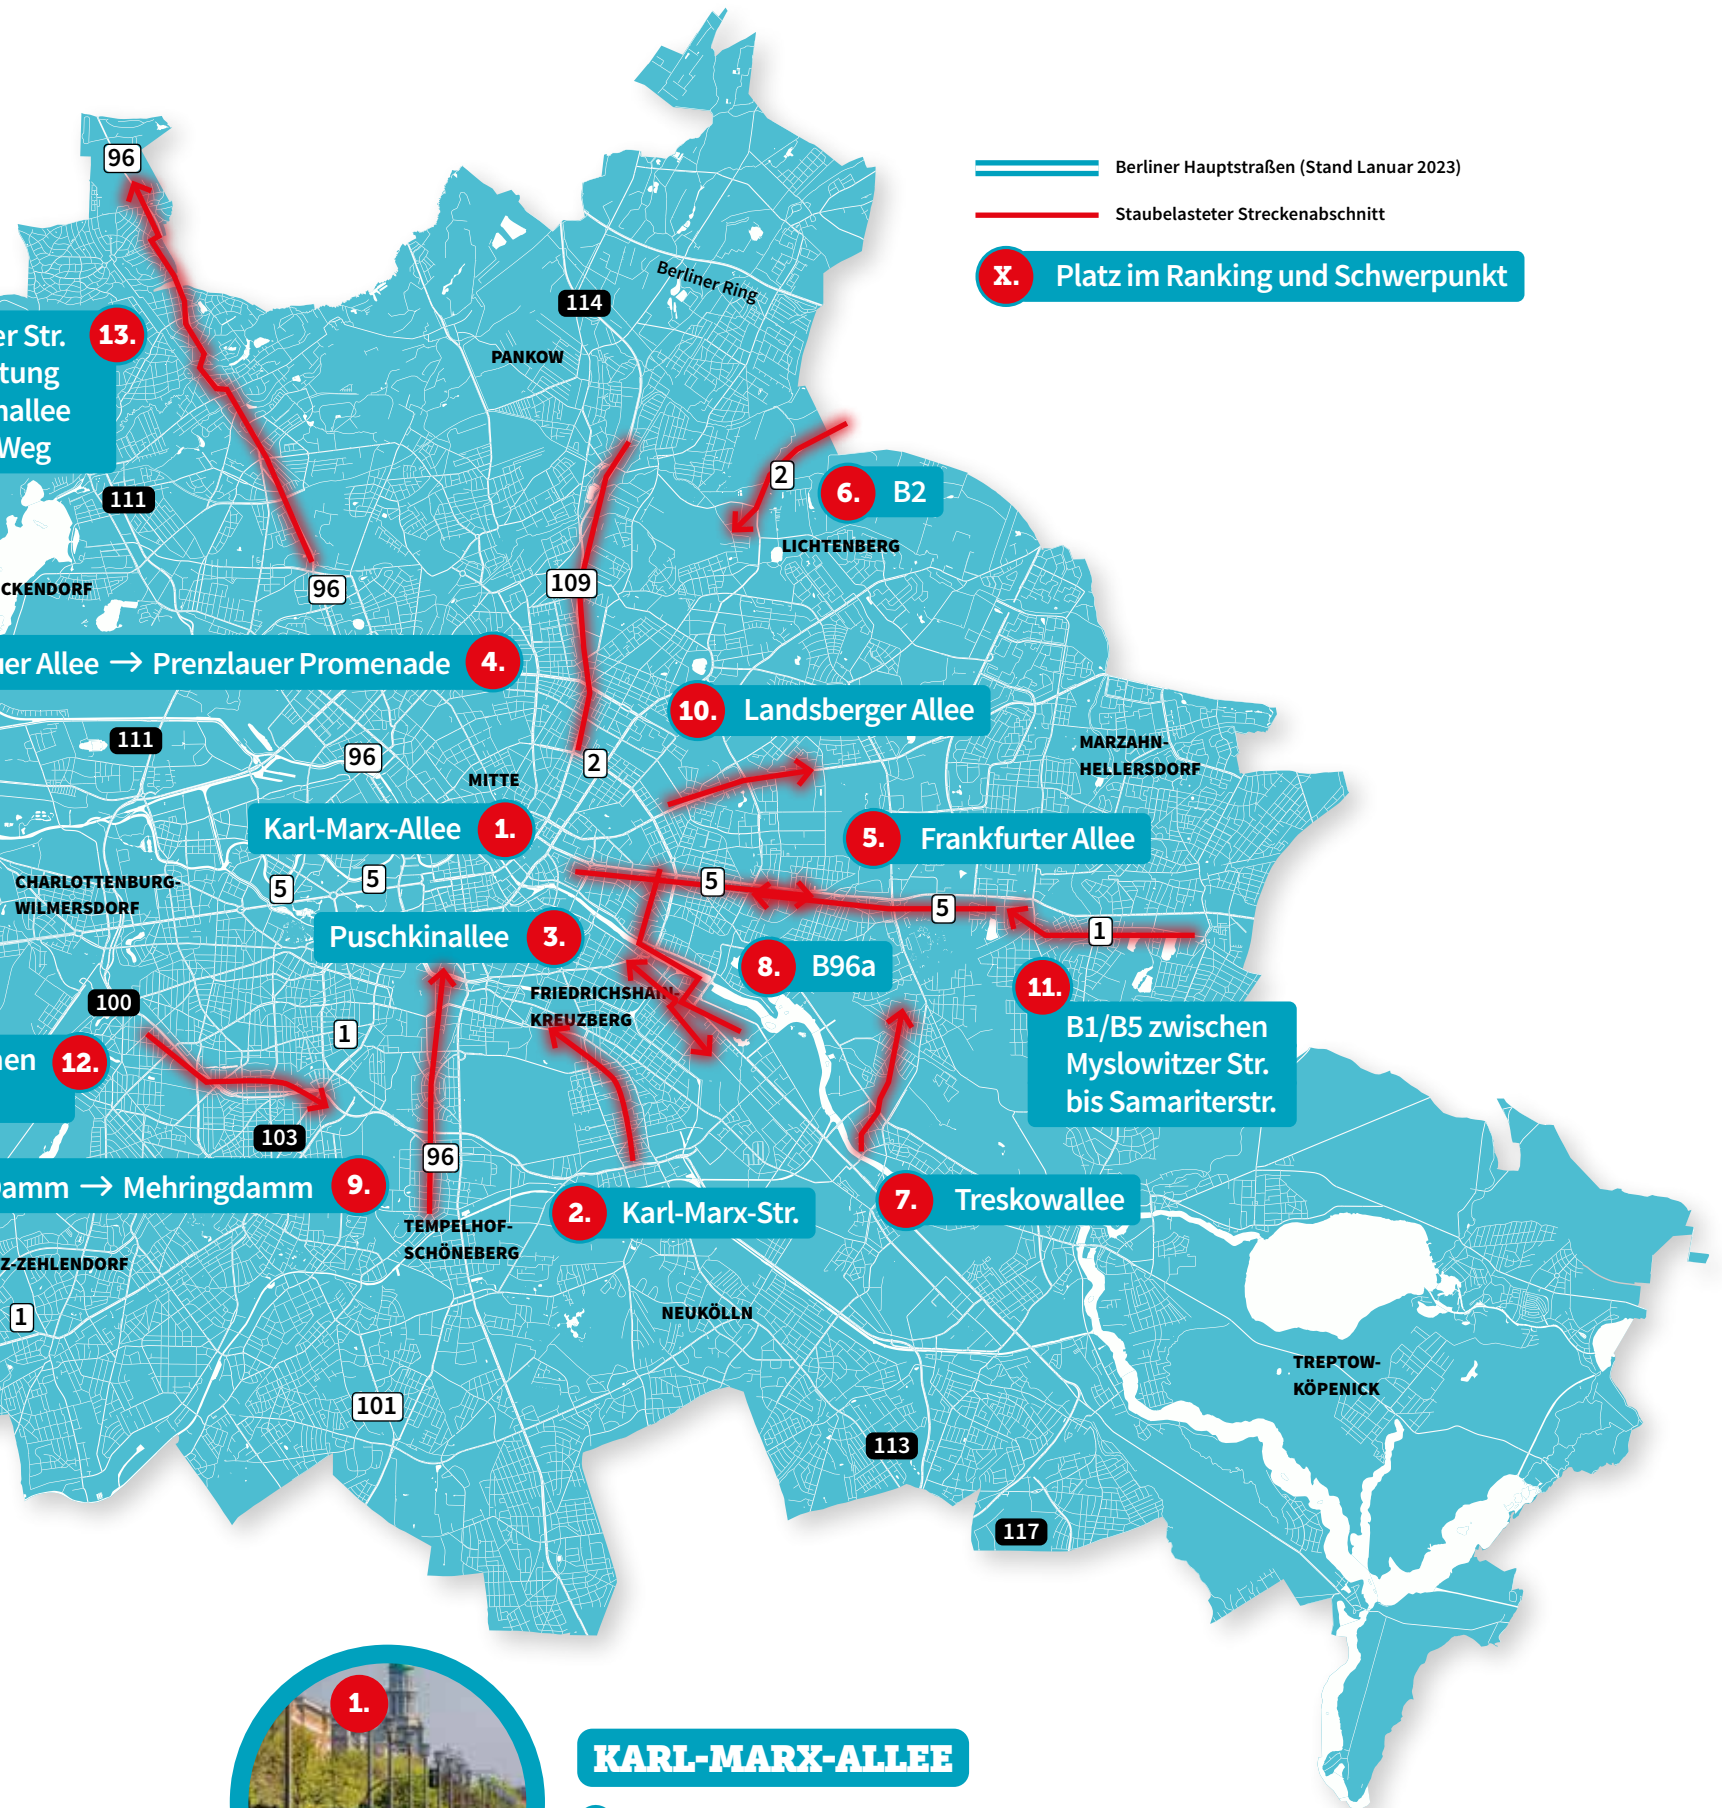 96
Berliner Hauptstraßen (Stand Lanuar 2023)
Staubelasteter Streckenabschnitt
X. Platz im Ranking und Schwerpunkt
Berliner Ring
114
PANKOW
er Str. 13.
tung
nallee
Weg
111
2
6. B2
LICHTENBERG
CKENDORF
96
109
uer Allee → Prenzlauer Promenade 4.
10. Landsberger Allee
111
96
2
MITTE
MARZAHN-
HELLERSDORF
Karl-Marx-Allee 1.
5. Frankfurter Allee
CHARLOTTENBURG-
WILMERSDORF
5
5
5
5
1
Puschkinallee 3.
8. B96a
FRIEDRICHSHAIN-
KREUZBERG
100
1
11.
B1/B5 zwischen
Myslowitzer Str.
bis Samariterstr.
en 12.
103
96
amm → Mehringdamm 9.
2. Karl-Marx-Str.
7. Treskowallee
TEMPELHOF-
SCHÖNEBERG
Z-ZEHLENDORF
1
NEUKÖLLN
TREPTOW-
KÖPENICK
101
113
117
1.
KARL-MARX-ALLEE